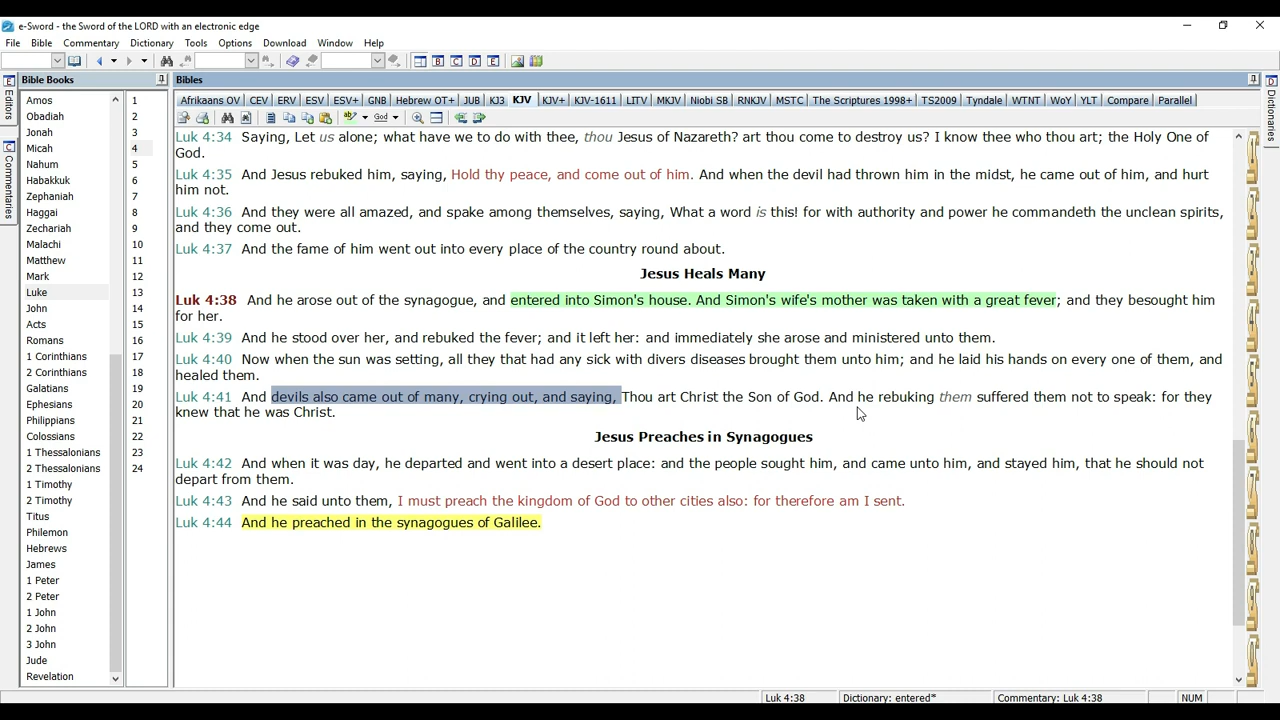 e-Sword - the Sword of the LORD with an electronic edge
File Bible Commentary Dictionary Tools Options Download Window Help
B C D E
Bible Books
Bibles
Editors
Commentaries
Dictionaries
Afrikaans OV CEV ERV ESV ESV+ GNB Hebrew OT+ JUB KJ3 KJV KJV+ KJV-1611 LITV MKJV Niobi SB RNKJV MSTC The Scriptures 1998+ TS2009 Tyndale WTNT WoY YLT Compare Parallel
Amos
Obadiah
Jonah
Micah
Nahum
Habakkuk
Zephaniah
Haggai
Zechariah
Malachi
Matthew
Mark
Luke
John
Acts
Romans
1 Corinthians
2 Corinthians
Galatians
Ephesians
Philippians
Colossians
1 Thessalonians
2 Thessalonians
1 Timothy
2 Timothy
Titus
Philemon
Hebrews
James
1 Peter
2 Peter
1 John
2 John
3 John
Jude
Revelation
1
2
3
4
5
6
7
8
9
10
11
12
13
14
15
16
17
18
19
20
21
22
23
24
Luk 4:34 Saying, Let us alone; what have we to do with thee, thou Jesus of Nazareth? art thou come to destroy us? I know thee who thou art; the Holy One of
God.
Luk 4:35 And Jesus rebuked him, saying, Hold thy peace, and come out of him. And when the devil had thrown him in the midst, he came out of him, and hurt
him not.
Luk 4:36 And they were all amazed, and spake among themselves, saying, What a word is this! for with authority and power he commandeth the unclean spirits,
and they come out.
Luk 4:37 And the fame of him went out into every place of the country round about.
Jesus Heals Many
Luk 4:38 And he arose out of the synagogue, and entered into Simon's house. And Simon's wife's mother was taken with a great fever; and they besought him
for her.
Luk 4:39 And he stood over her, and rebuked the fever; and it left her: and immediately she arose and ministered unto them.
Luk 4:40 Now when the sun was setting, all they that had any sick with divers diseases brought them unto him; and he laid his hands on every one of them, and
healed them.
Luk 4:41 And devils also came out of many, crying out, and saying, Thou art Christ the Son of God. And he rebuking them suffered them not to speak: for they
knew that he was Christ.
Jesus Preaches in Synagogues
Luk 4:42 And when it was day, he departed and went into a desert place: and the people sought him, and came unto him, and stayed him, that he should not
depart from them.
Luk 4:43 And he said unto them, I must preach the kingdom of God to other cities also: for therefore am I sent.
Luk 4:44 And he preached in the synagogues of Galilee.
Luk 4:38 Dictionary: entered* Commentary: Luk 4:38 NUM